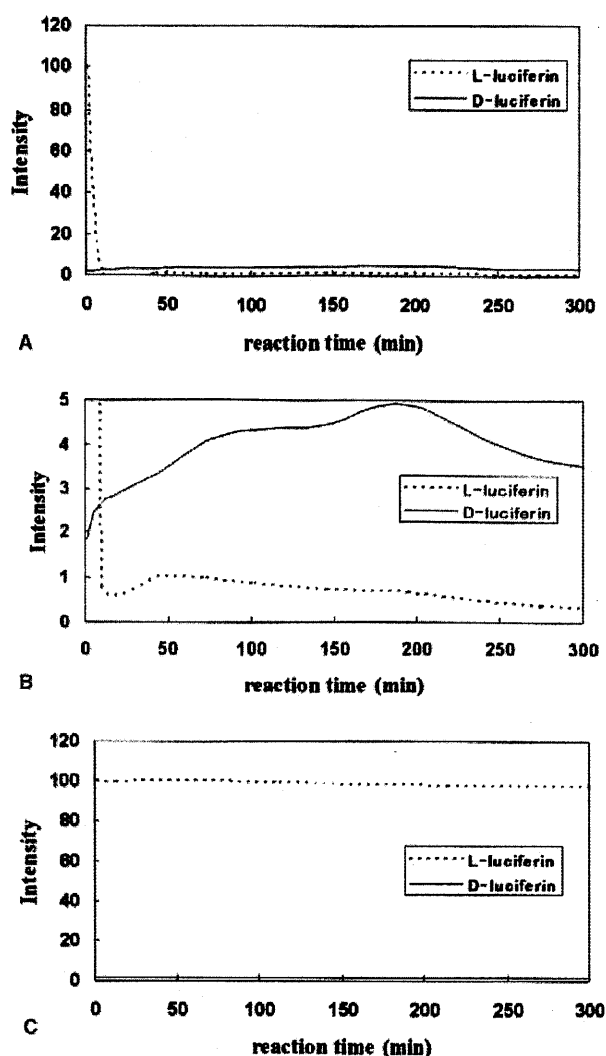 120
100
80
60
40
20
0
Intensity
L-luciferin
D-luciferin
0 50 100 150 200 250 300
A
reaction time (min)
5
4
3
2
1
0
Intensity
L-luciferin
D-luciferin
0 50 100 150 200 250 300
B
reaction time (min)
120
100
80
60
40
20
0
Intensity
L-luciferin
D-luciferin
0 50 100 150 200 250 300
C
reaction time (min)